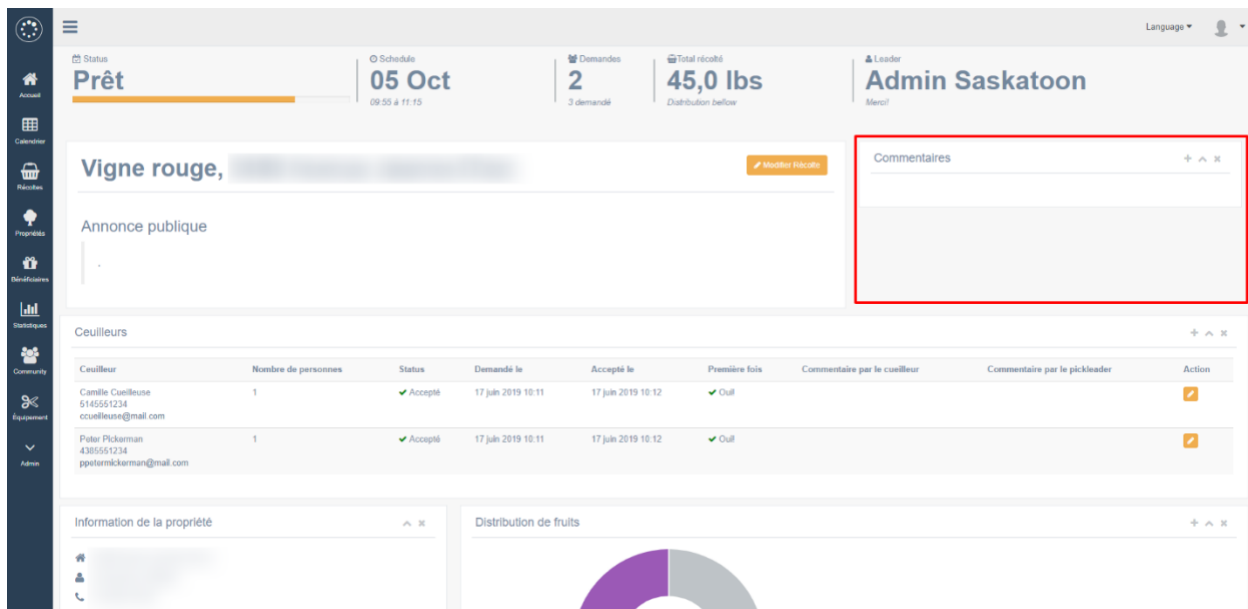 Language
Accueil
Calendrier
Récoltes
Propriétés
Bénéficiaires
Statistiques
Community
Équipement
Admin
Status
Prêt
Schedule
05 Oct
09:55 à 11:15
Demandes
2
3 demandé
Total récolté
45,0 lbs
Distribution bellow
Leader
Admin Saskatoon
Merci!
Vigne rouge,
Modifier Récolte
Annonce publique
.
Commentaires
Ceuilleurs
Ceuilleur Nombre de personnes Status Demandé le Accepté le Première fois Commentaire par le cueilleur Commentaire par le pickleader Action
Camille Cueilleuse 1 Accepté 17 juin 2019 10:11 17 juin 2019 10:12 Oui!
5145551234
ccueilleuse@mail.com
Peter Pickerman 1 Accepté 17 juin 2019 10:11 17 juin 2019 10:12 Oui!
4385551234
ppetermickerman@mail.com
Information de la propriété
Distribution de fruits